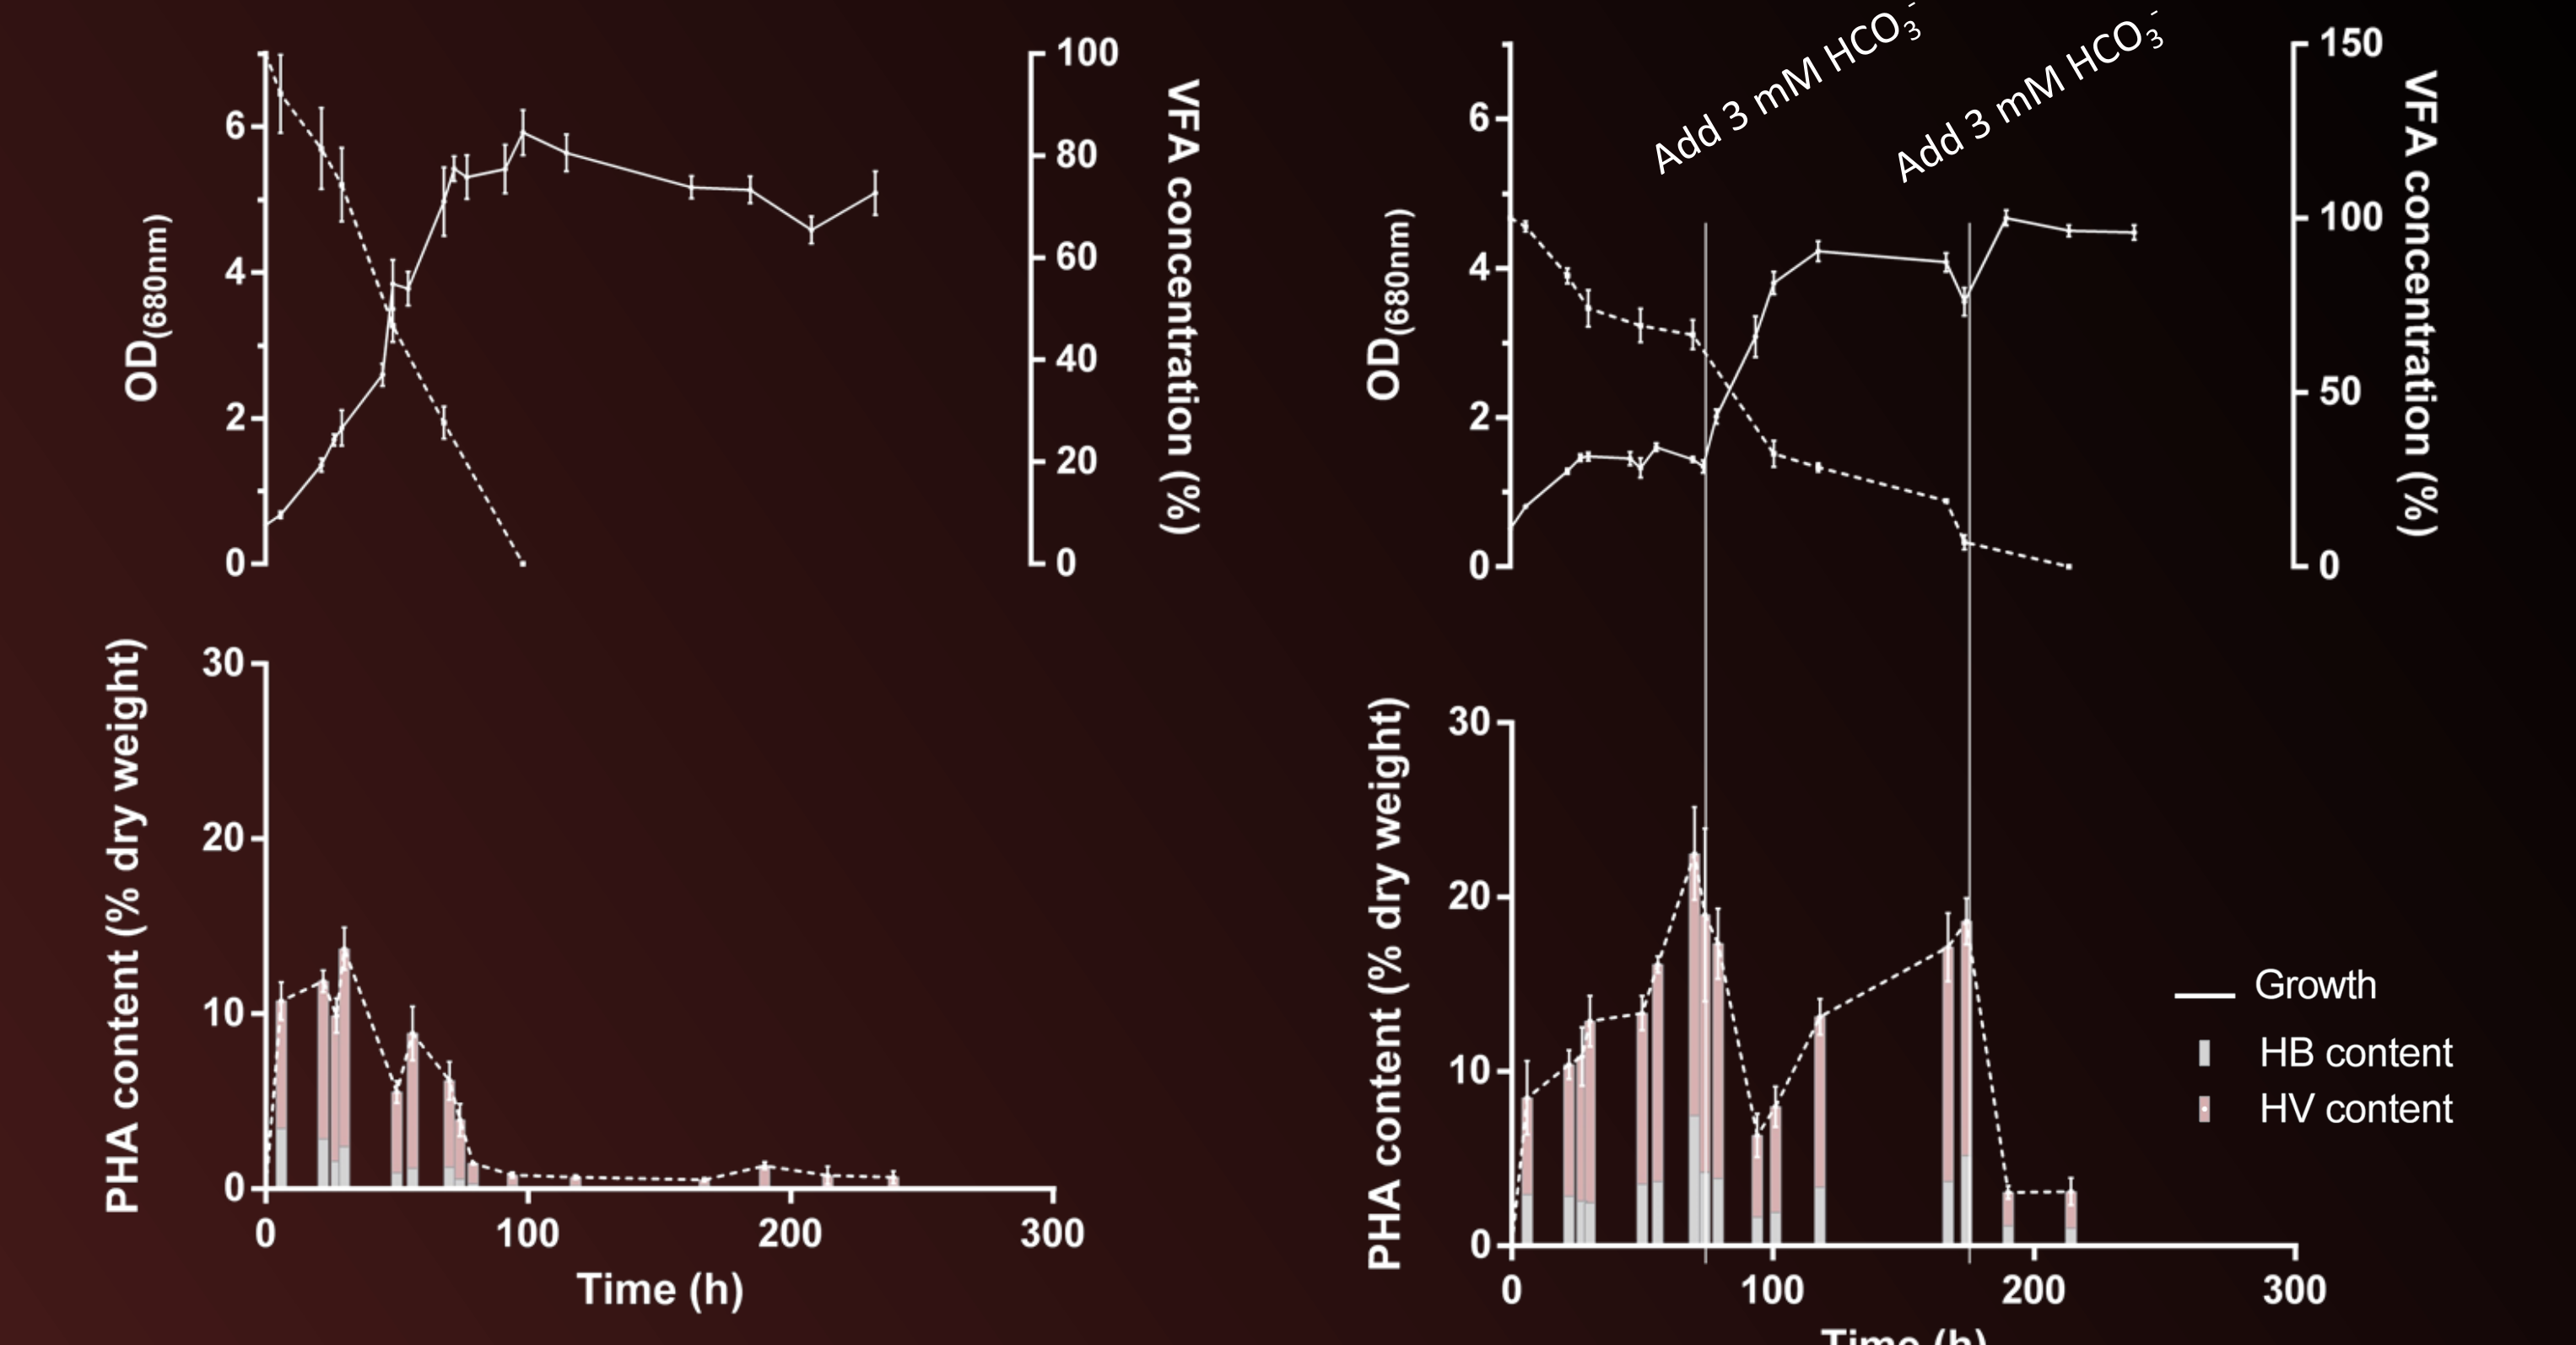 Add 3 mM HCO3-
Add 3 mM HCO3-
OD(680nm)
6
4
2
0
100
80
60
40
20
0
VFA concentration (%)
OD(680nm)
6
4
2
0
150
100
50
0
VFA concentration (%)
PHA content (% dry weight)
30
20
10
0
0 100 200 300
Time (h)
PHA content (% dry weight)
30
20
10
0
0 100 200 300
Time (h)
Growth
HB content
HV content